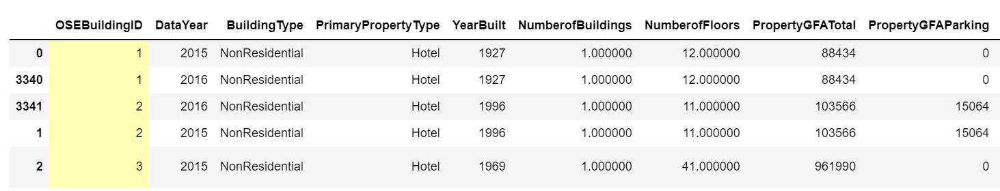 OSEBuildingID DataYear BuildingType PrimaryPropertyType YearBuilt NumberofBuildings NumberofFloors PropertyGFATotal PropertyGFAParking
0 1 2015 NonResidential Hotel 1927 1.000000 12.000000 88434 0
3340 1 2016 NonResidential Hotel 1927 1.000000 12.000000 88434 0
3341 2 2016 NonResidential Hotel 1996 1.000000 11.000000 103566 15064
1 2 2015 NonResidential Hotel 1996 1.000000 11.000000 103566 15064
2 3 2015 NonResidential Hotel 1969 1.000000 41.000000 961990 0